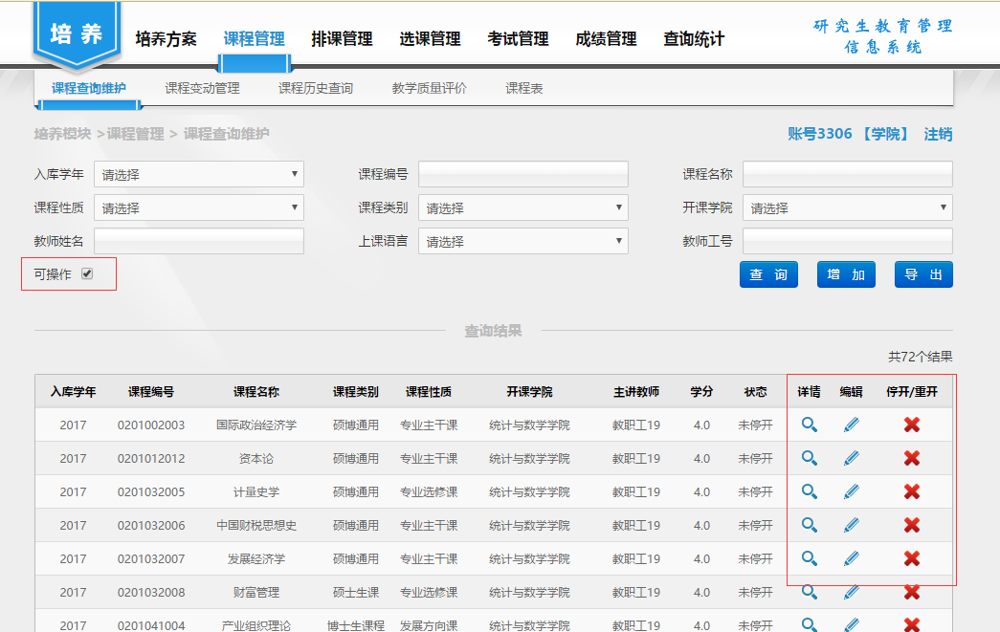 培养
培养方案 课程管理 排课管理 选课管理 考试管理 成绩管理 查询统计
研究生教育管理
信息系统
课程查询维护 课程变动管理 课程历史查询 教学质量评价 课程表
培养模块 >课程管理 > 课程查询维护
账号3306 【学院】 注销
入库学年 请选择 课程编号 课程名称
课程性质 请选择 课程类别 请选择 开课学院 请选择
教师姓名 上课语言 请选择 教师工号
可操作 查 询 增 加 导 出
查询结果
共72个结果
入库学年 课程编号 课程名称 课程类别 课程性质 开课学院 主讲教师 学分 状态 详情 编辑 停开/重开
2017 0201002003 国际政治经济学 硕博通用 专业主干课 统计与数学学院 教职工19 4.0 未停开
2017 0201012012 资本论 硕博通用 专业主干课 统计与数学学院 教职工19 4.0 未停开
2017 0201032005 计量史学 硕博通用 专业选修课 统计与数学学院 教职工19 4.0 未停开
2017 0201032006 中国财税思想史 硕博通用 专业主干课 统计与数学学院 教职工19 4.0 未停开
2017 0201032007 发展经济学 硕博通用 专业主干课 统计与数学学院 教职工19 4.0 未停开
2017 0201032008 财富管理 硕士生课 专业选修课 统计与数学学院 教职工19 4.0 未停开
2017 0201041004 产业组织理论 博士生课程 发展方向课 统计与数学学院 教职工19 4.0 未停开